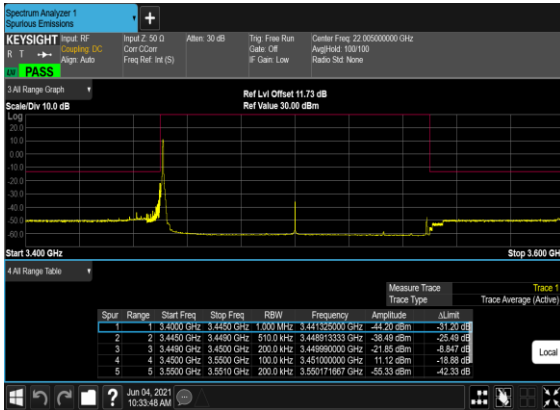 Spectrum Analyzer 1
Spurious Emissions
KEYSIGHT Input: RF Input Z: 50 Ω Atten: 30 dB Trig: Free Run Center Freq: 22.005000000 GHz
R T Coupling: DC Corr CCorr Gate: Off Avg|Hold: 100/100
Align: Auto Freq Ref: Int (S) IF Gain: Low Radio Std: None
PASS
3 All Range Graph
Ref Lvl Offset 11.73 dB
Scale/Div 10.0 dB Ref Value 30.00 dBm
Log
20.0
10.0
0.00
-10.0
-20.0
-30.0
-40.0
-50.0
-60.0
Start 3.400 GHz Stop 3.600 GH
4 All Range Table
Measure Trace Trace 1
Trace Type Trace Average (Active)
Spur Range Start Freq Stop Freq RBW Frequency Amplitude ΔLimit
1 1 3.4000 GHz 3.4450 GHz 1.000 MHz 3.441325000 GHz -44.20 dBm -31.20 dB
2 2 3.4450 GHz 3.4490 GHz 510.0 kHz 3.448913333 GHz -38.49 dBm -25.49 dB
3 3 3.4490 GHz 3.4500 GHz 200.0 kHz 3.449990000 GHz -21.85 dBm -8.847 dB
4 4 3.4500 GHz 3.5500 GHz 100.0 kHz 3.451000000 GHz 11.12 dBm -18.88 dB
5 5 3.5500 GHz 3.5510 GHz 200.0 kHz 3.550171667 GHz -55.33 dBm -42.33 dB
Local
? Jun 04, 2021
10:33:48 AM